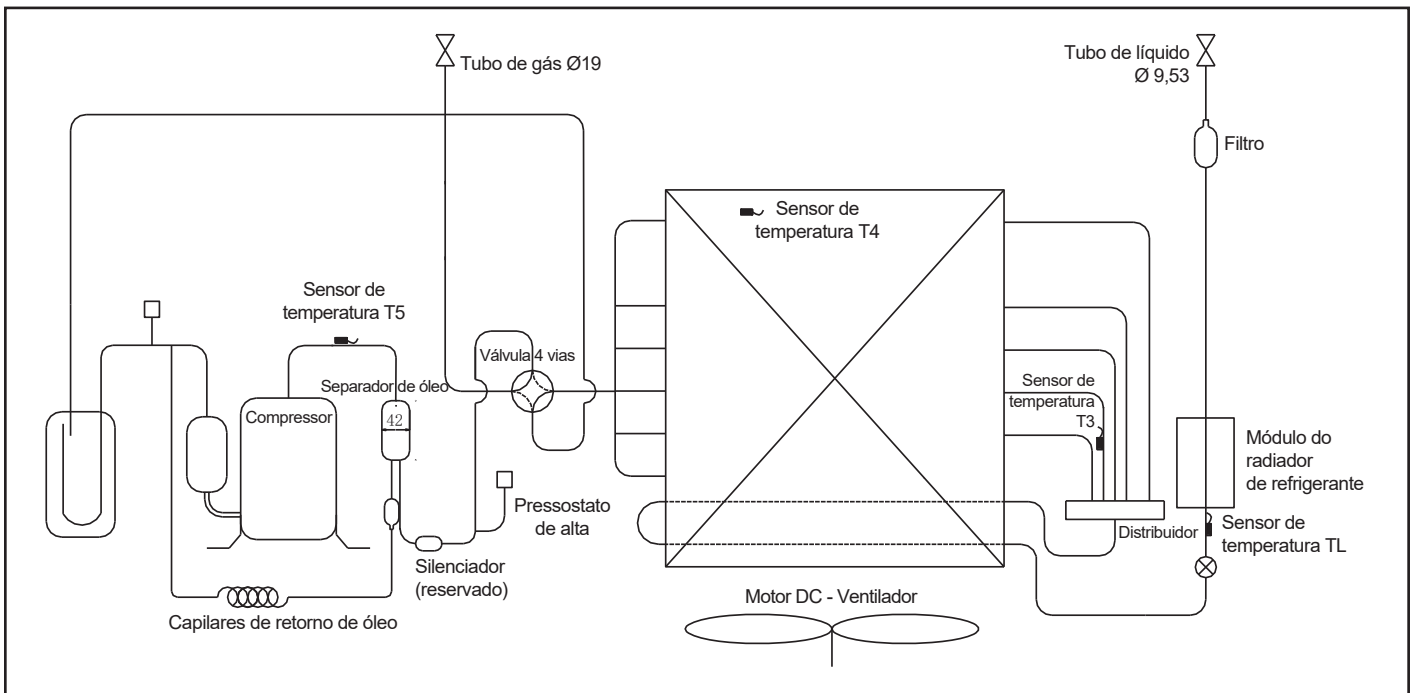 Tubo de gás Ø19
Tubo de líquido
Ø 9,53
Filtro
Sensor de
temperatura T4
Sensor de
temperatura T5
Válvula 4 vias
Separador de óleo
Compressor
42
Sensor de
temperatura
T3
Módulo do
radiador
de refrigerante
Pressostato
de alta
Distribuidor
Sensor de
temperatura TL
Silenciador
(reservado)
Motor DC - Ventilador
Capilares de retorno de óleo